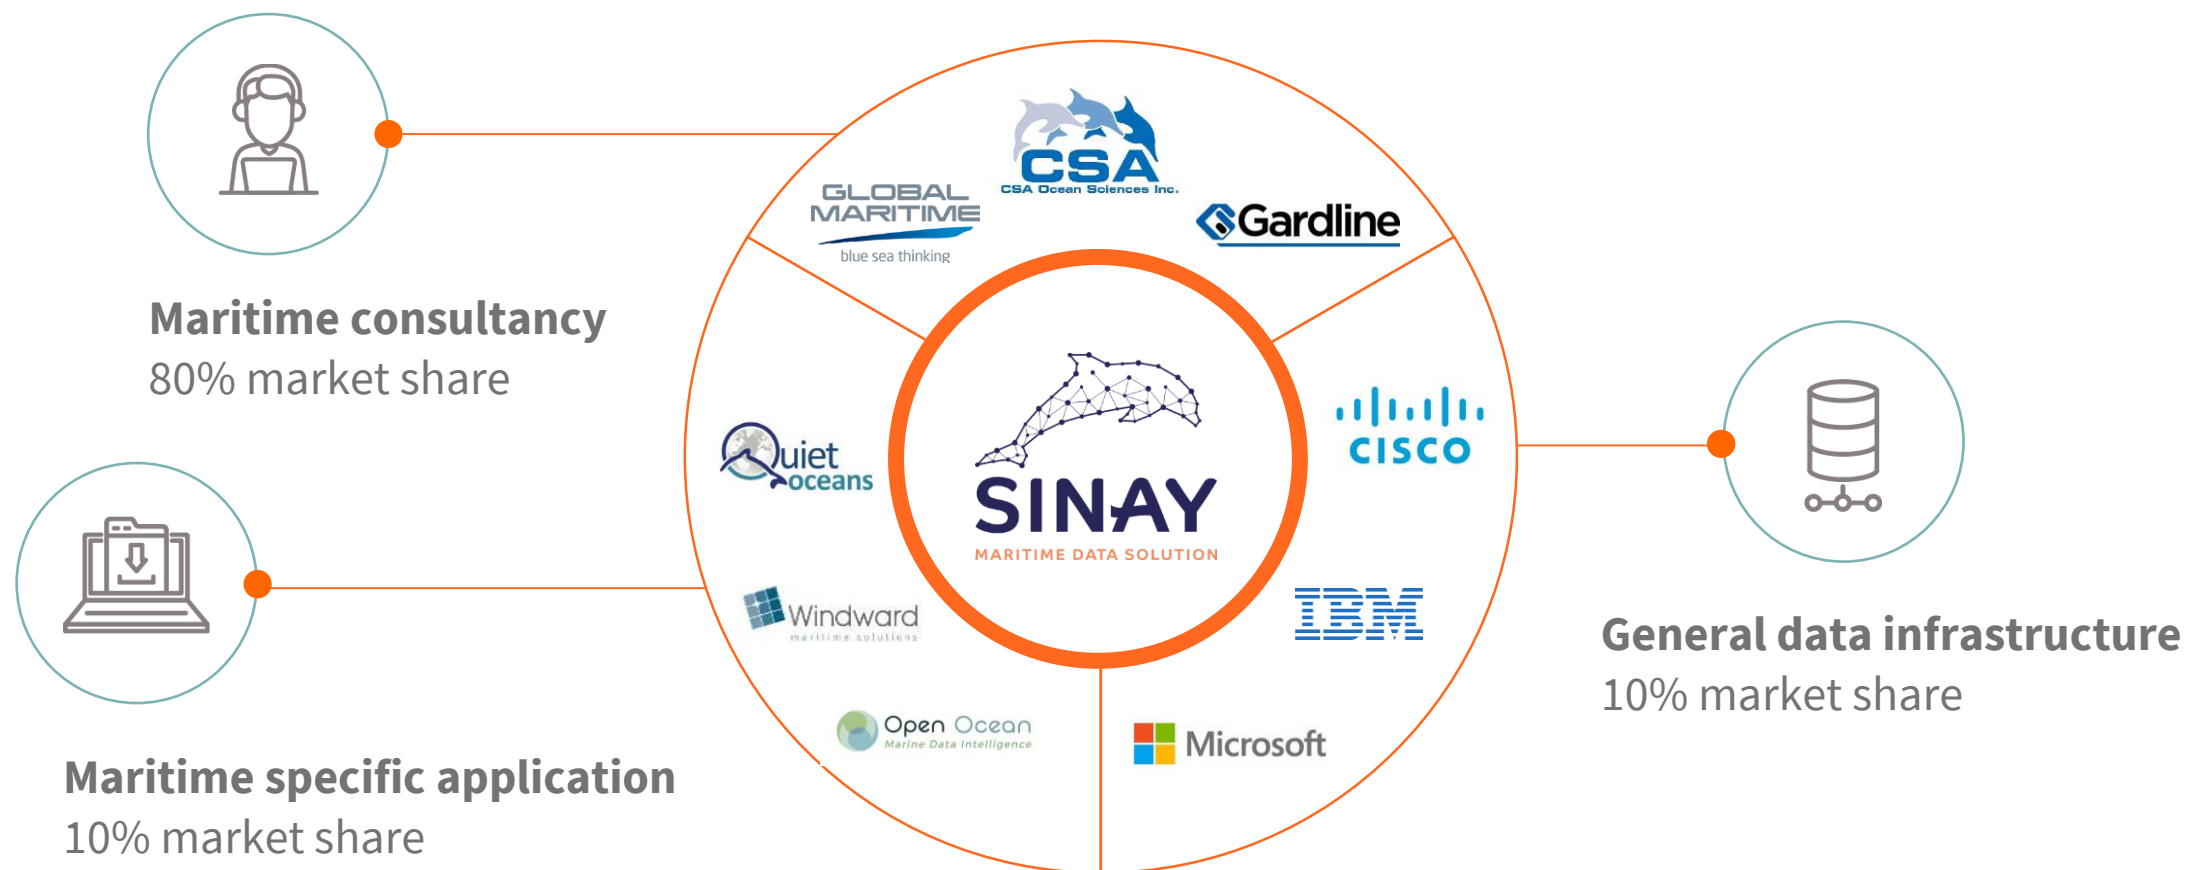 CSA
CSA Ocean Sciences Inc.
GLOBAL
MARITIME
blue sea thinking
Gardline
Maritime consultancy
80% market share
Quiet
oceans
SINAY
MARITIME DATA SOLUTION
CISCO
Windward
maritime solutions
IBM
General data infrastructure
10% market share
Open Ocean
Marine Data Intelligence
Microsoft
Maritime specific application
10% market share